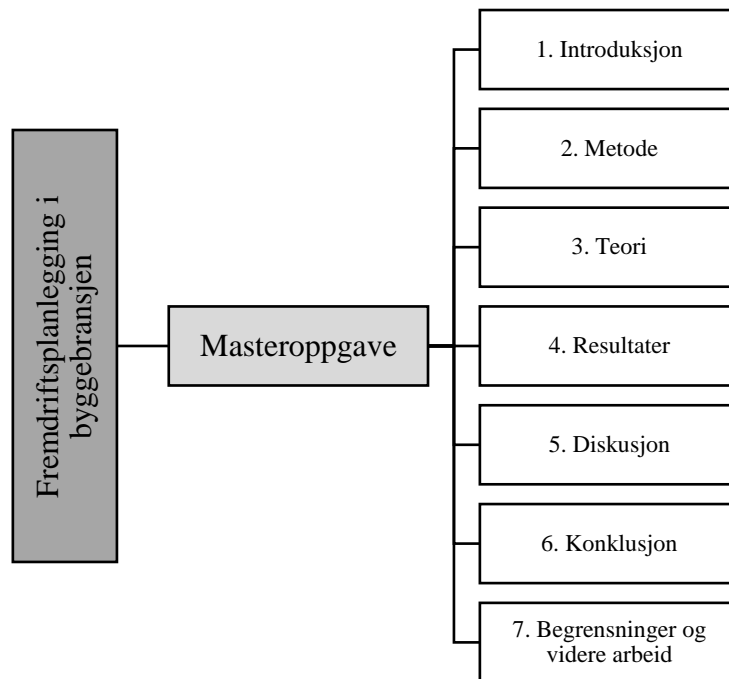 Fremdriftsplanlegging i
byggebransjen
Masteroppgave
1. Introduksjon
2. Metode
3. Teori
4. Resultater
5. Diskusjon
6. Konklusjon
7. Begrensninger og
videre arbeid